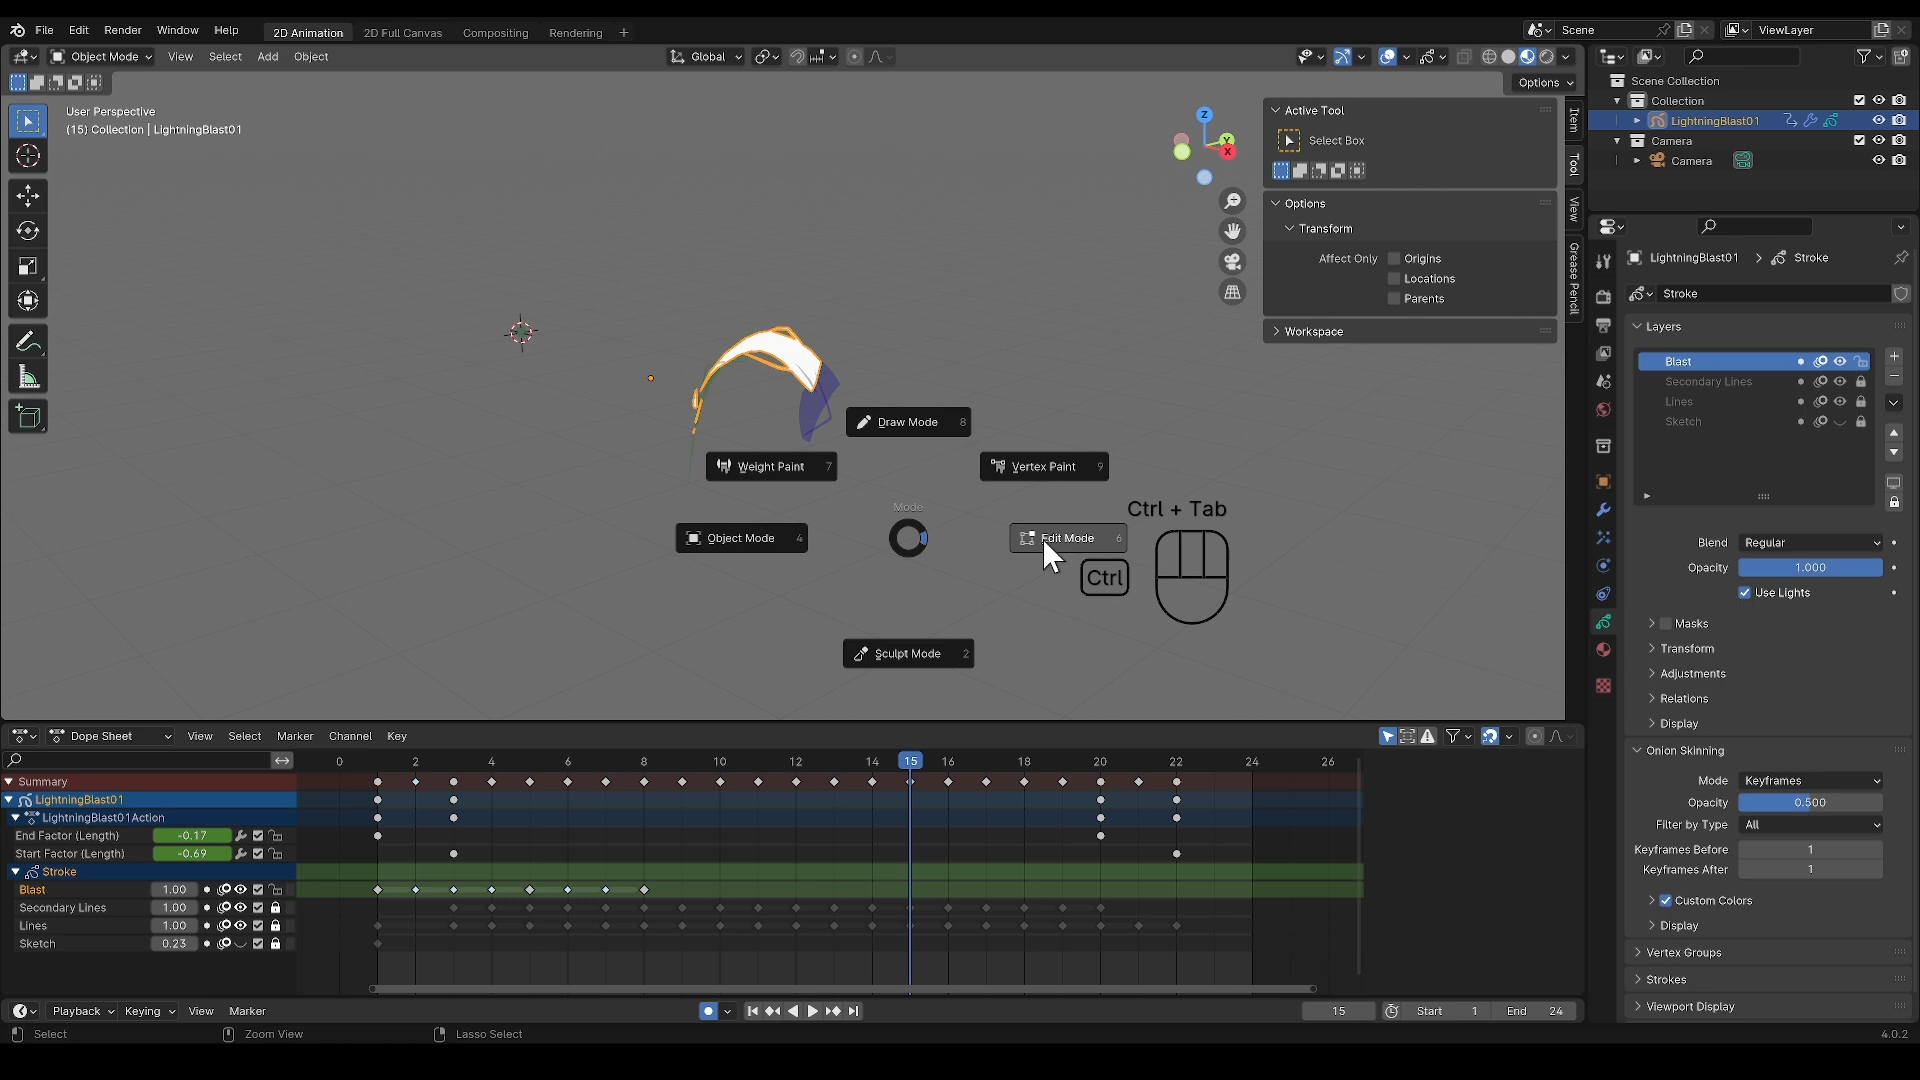 File Edit Render Window Help 2D Animation 2D Full Canvas Compositing Rendering + Scene ViewLayer
Object Mode View Select Add Object Global
Options
User Perspective
(15) Collection | LightningBlast01
Z
Y
X
Active Tool
Select Box
Options
Transform
Affect Only Origins
Locations
Parents
Workspace
Item
Tool
View
Grease Pencil
Draw Mode 8
Weight Paint 7
Vertex Paint 9
Mode
Object Mode 4
Edit Mode 6
Sculpt Mode 2
Ctrl + Tab
Ctrl
Scene Collection
Collection
LightningBlast01
Camera
Camera
LightningBlast01 > Stroke
Stroke
Layers
Blast
Secondary Lines
Lines
Sketch
Blend Regular
Opacity 1.000
Use Lights
Masks
Transform
Adjustments
Relations
Display
Onion Skinning
Mode Keyframes
Opacity 0.500
Filter by Type All
Keyframes Before 1
Keyframes After 1
Custom Colors
Display
Vertex Groups
Strokes
Viewport Display
Dope Sheet View Select Marker Channel Key
0 2 4 6 8 10 12 14 15 16 18 20 22 24 26
Summary
LightningBlast01
LightningBlast01Action
End Factor (Length) -0.17
Start Factor (Length) -0.69
Stroke
Blast 1.00
Secondary Lines 1.00
Lines 1.00
Sketch 0.23
Playback Keying View Marker 15 Start 1 End 24
Select Zoom View Lasso Select 4.0.2